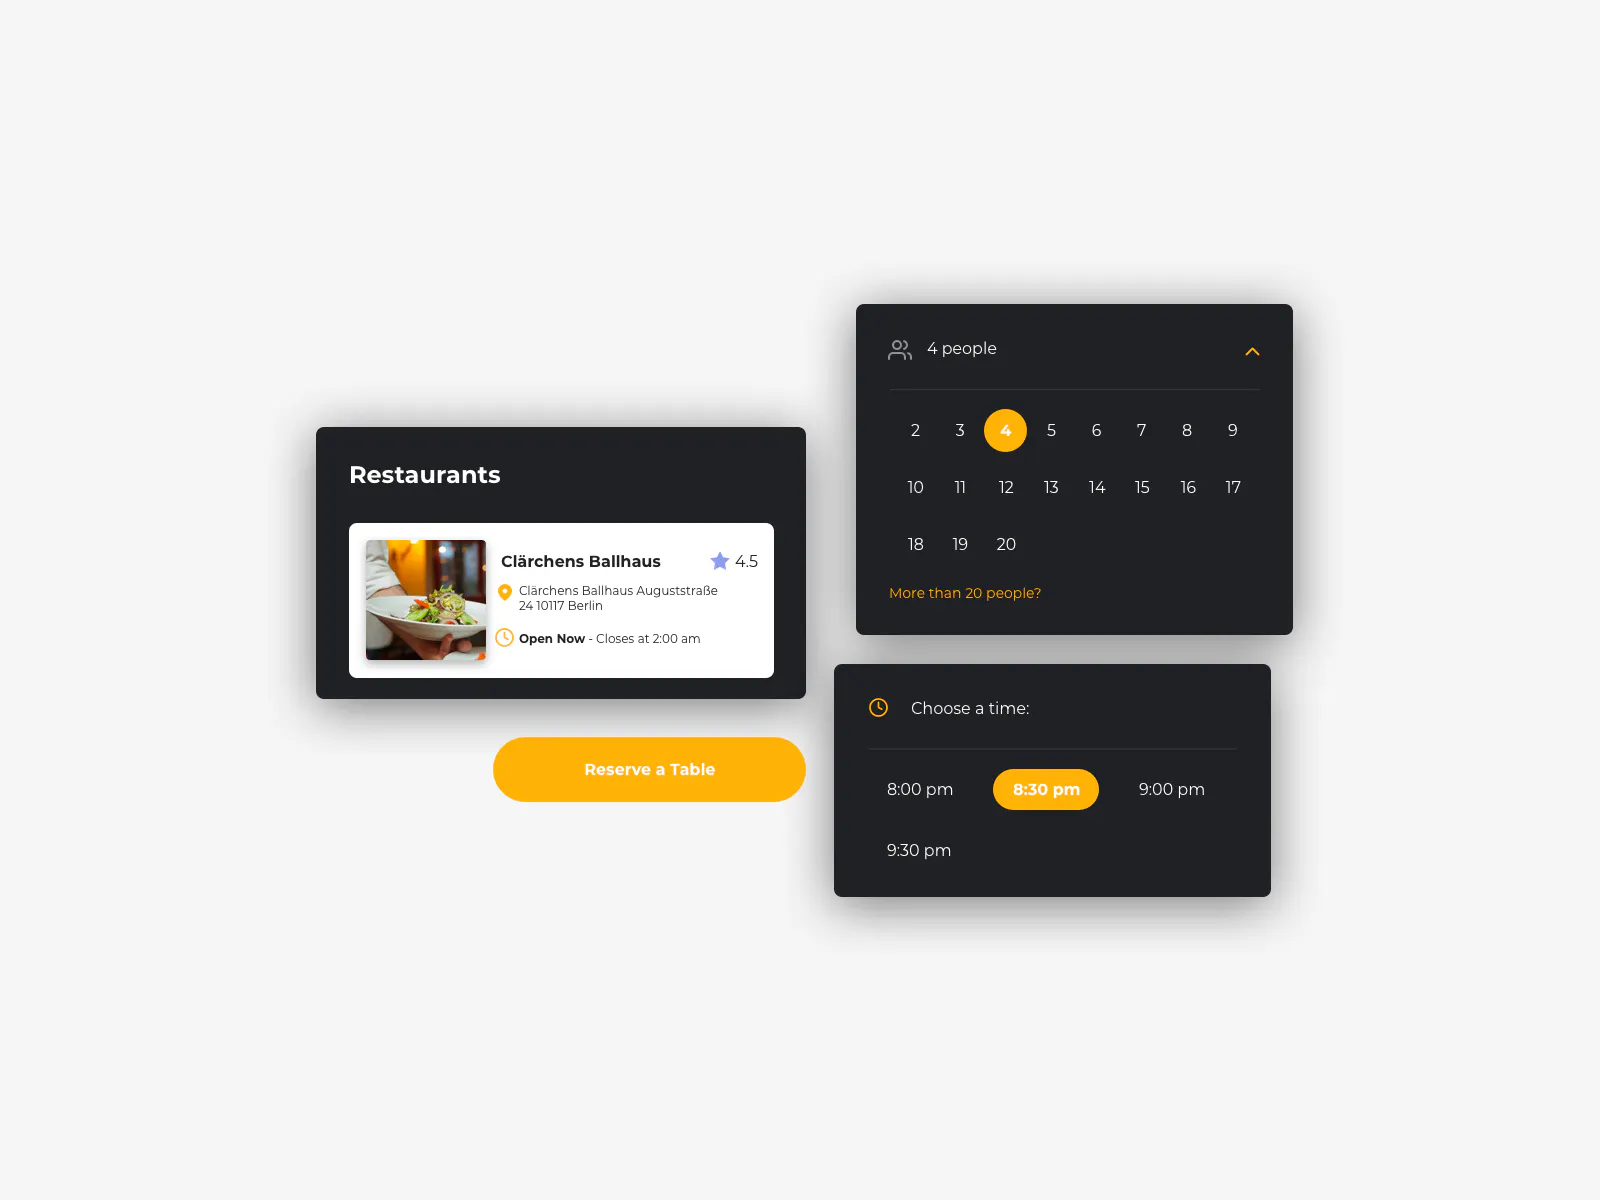 Restaurants
Clärchens Ballhaus
4.5
Clärchens Ballhaus Auguststraße
24 10117 Berlin
Open Now - Closes at 2:00 am
Reserve a Table
4 people
2 3 4 5 6 7 8 9
10 11 12 13 14 15 16 17
18 19 20
More than 20 people?
Choose a time:
8:00 pm 8:30 pm 9:00 pm
9:30 pm